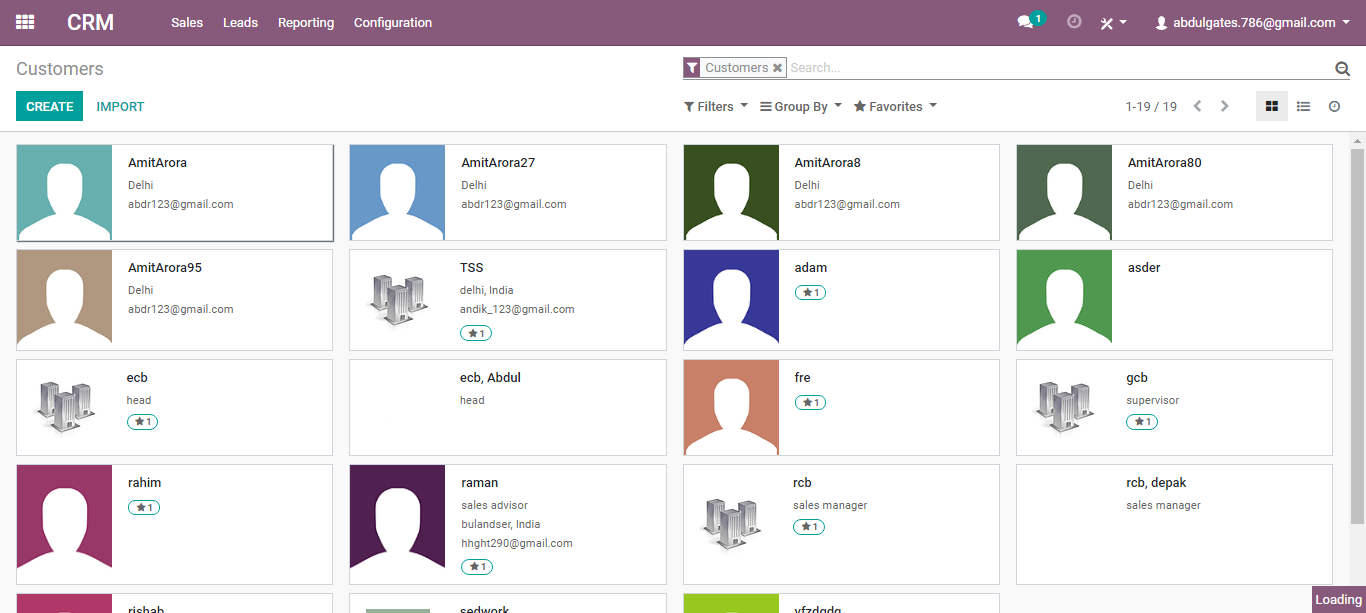 CRM Sales Leads Reporting Configuration 1 abdulgates.786@gmail.com
Customers Customers Search...
CREATE IMPORT Filters Group By Favorites 1-19 / 19
AmitArora
Delhi
abdr123@gmail.com
AmitArora27
Delhi
abdr123@gmail.com
AmitArora8
Delhi
abdr123@gmail.com
AmitArora80
Delhi
abdr123@gmail.com
AmitArora95
Delhi
abdr123@gmail.com
TSS
delhi, India
andik_123@gmail.com
1
adam
1
asder
ecb
head
1
ecb, Abdul
head
fre
1
gcb
supervisor
1
rahim
1
raman
sales advisor
bulandser, India
hhght290@gmail.com
1
rcb
sales manager
1
rcb, depak
sales manager
rishab
sedwork
Loading